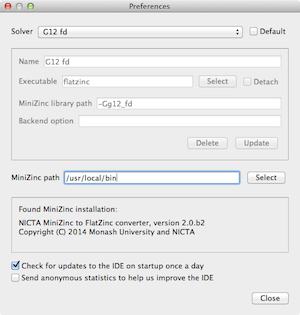 Preferences
Solver G12 fd Default
Name G12 fd
Executable flatzinc Select Detach
MiniZinc library path -Gg12_fd
Backend option
Delete Update
MiniZinc path /usr/local/bin Select
Found MiniZinc installation:
NICTA MiniZinc to FlatZinc converter, version 2.0.b2
Copyright (C) 2014 Monash University and NICTA
Check for updates to the IDE on startup once a day
Send anonymous statistics to help us improve the IDE
Close